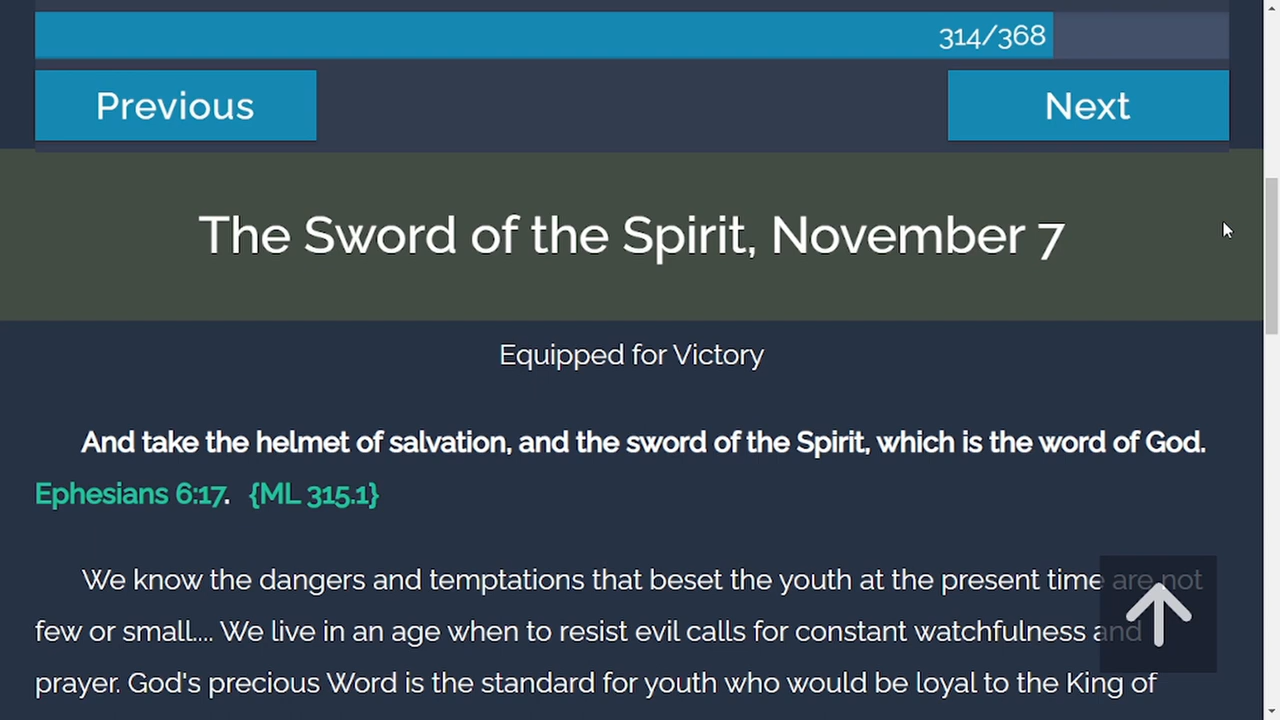 314/368
Previous
Next
The Sword of the Spirit, November 7
Equipped for Victory
And take the helmet of salvation, and the sword of the Spirit, which is the word of God.
Ephesians 6:17. {ML 315.1}
We know the dangers and temptations that beset the youth at the present time are not
few or small.... We live in an age when to resist evil calls for constant watchfulness and
prayer. God's precious Word is the standard for youth who would be loyal to the King of